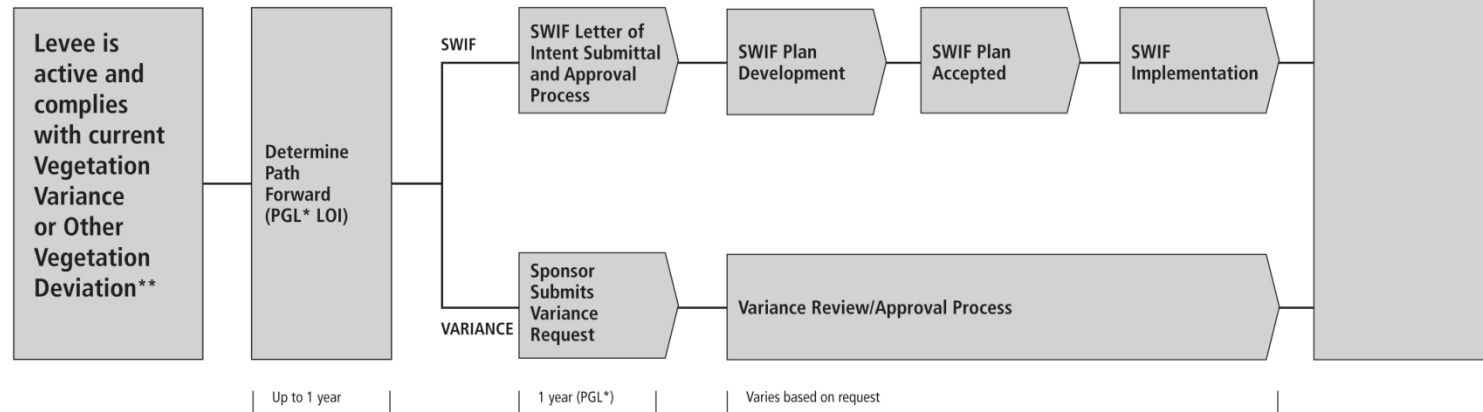 Levee is
active and
complies
with current
Vegetation
Variance
or Other
Vegetation
Deviation**
Determine
Path
Forward
(PGL* LOI)
SWIF
SWIF Letter of
Intent Submittal
and Approval
Process
SWIF Plan
Development
SWIF Plan
Accepted
SWIF
Implementation
VARIANCE
Sponsor
Submits
Variance
Request
Variance Review/Approval Process
Up to 1 year
1 year (PGL*)
Varies based on request